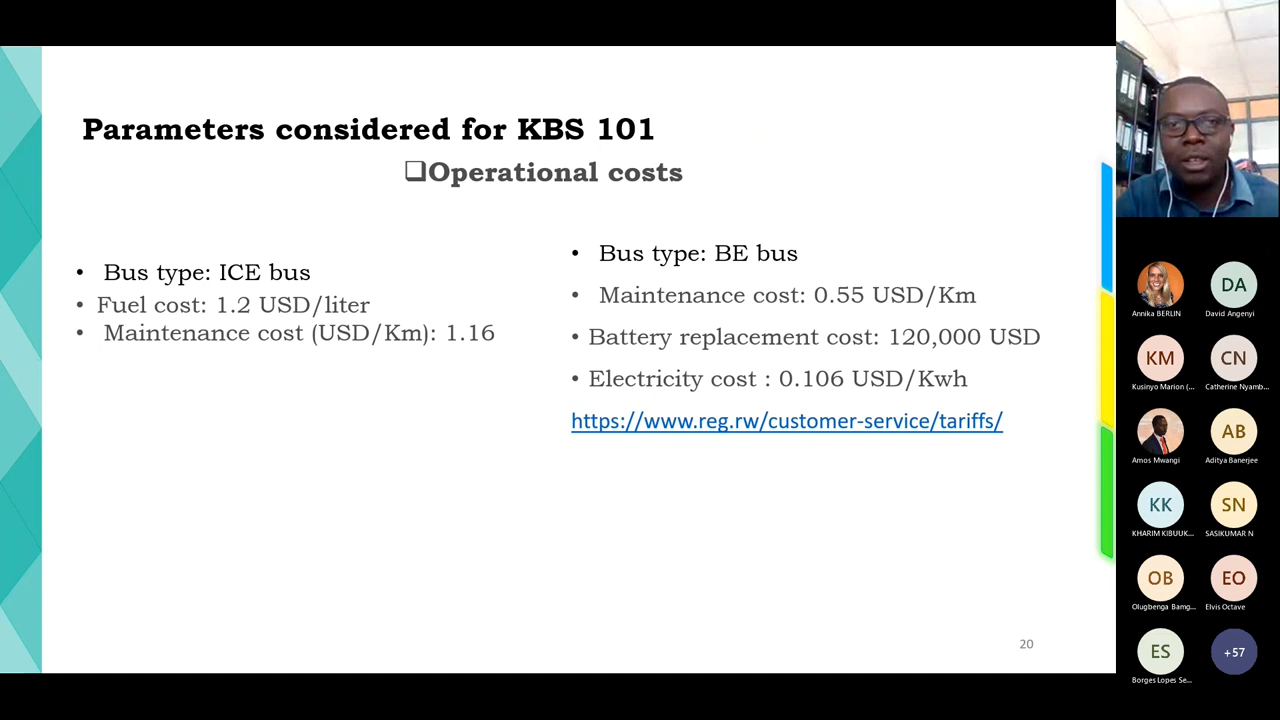 Parameters considered for KBS 101
❑Operational costs
• Bus type: ICE bus
• Fuel cost: 1.2 USD/liter
• Maintenance cost (USD/Km): 1.16
• Bus type: BE bus
• Maintenance cost: 0.55 USD/Km
• Battery replacement cost: 120,000 USD
• Electricity cost : 0.106 USD/Kwh
https://www.reg.rw/customer-service/tariffs/
20
Annika BERLIN
DA
David Angenyi
KM
Kusinyo Marion (...
CN
Catherine Nyamb...
Amos Mwangi
AB
Aditya Banerjee
KK
KHARIM KIBUUK...
SN
SASIKUMAR N
OB
Olugbenga Bamg...
EO
Elvis Octave
ES
Borges Lopes Se...
+57